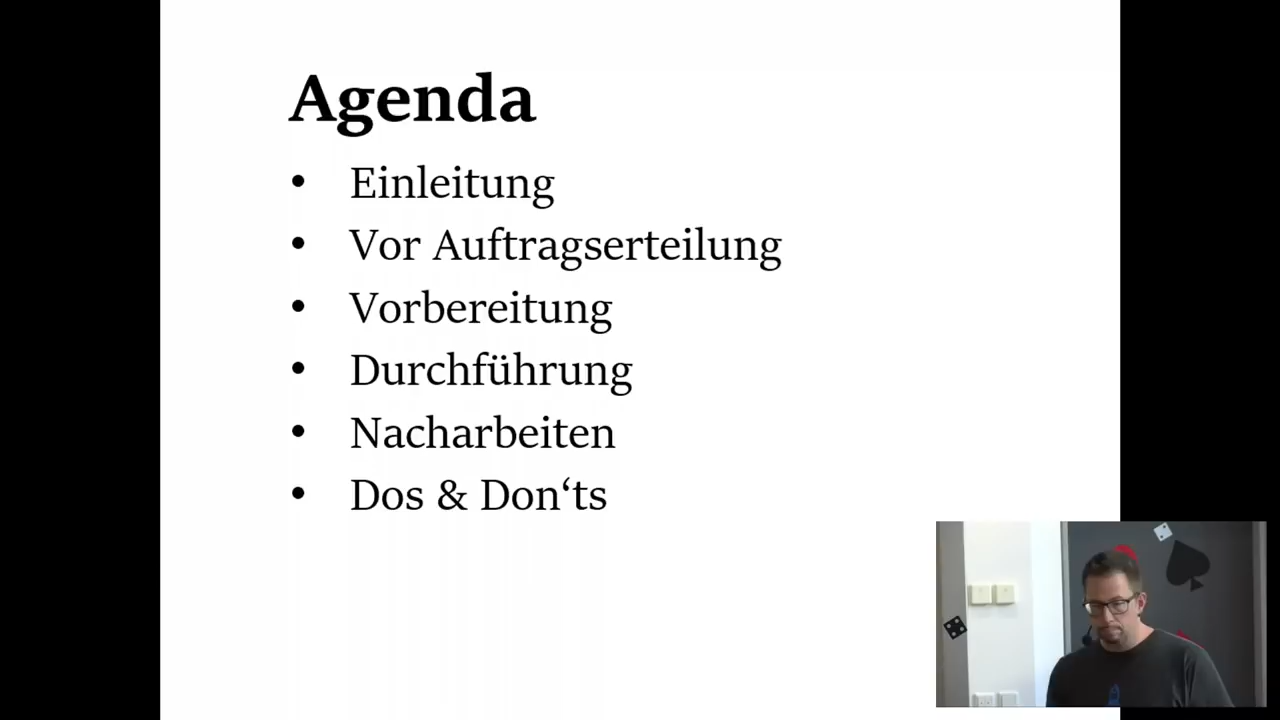 Agenda
• Einleitung
• Vor Auftragserteilung
• Vorbereitung
• Durchführung
• Nacharbeiten
• Dos & Don‘ts